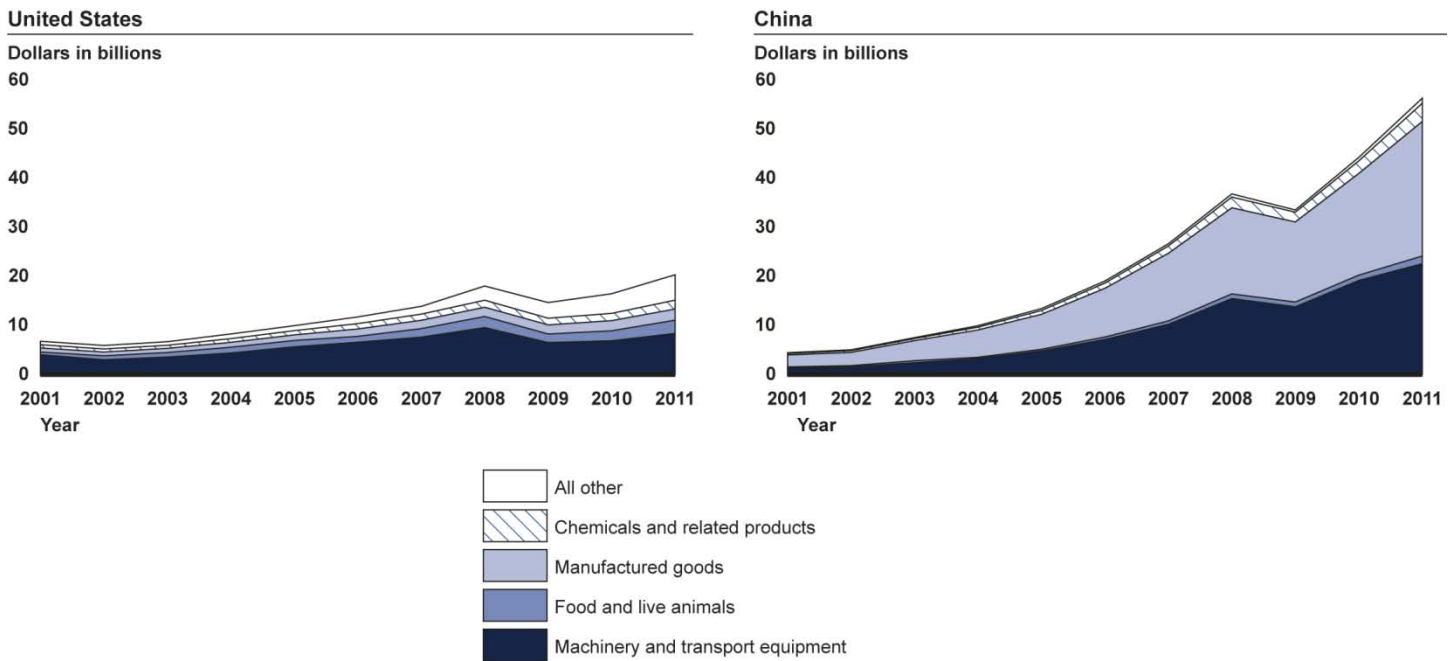 United States
Dollars in billions
60
50
40
30
20
10
0
2001 2002 2003 2004 2005 2006 2007 2008 2009 2010 2011
Year
China
Dollars in billions
60
50
40
30
20
10
0
2001 2002 2003 2004 2005 2006 2007 2008 2009 2010 2011
Year
All other
Chemicals and related products
Manufactured goods
Food and live animals
Machinery and transport equipment